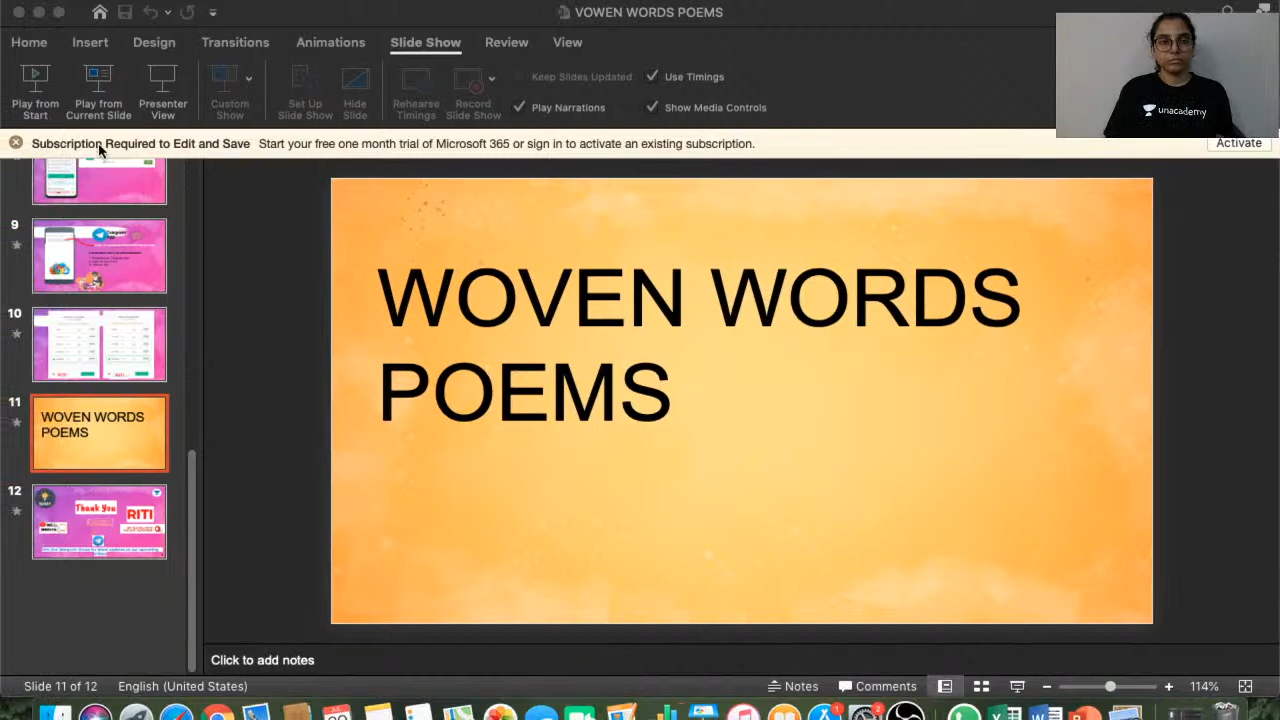 VOWEN WORDS POEMS
Home Insert Design Transitions Animations Slide Show Review View
Play from Start
Play from Current Slide
Presenter View
Custom Show
Set Up Slide Show
Hide Slide
Rehearse Timings
Record Slide Show
Keep Slides Updated
Use Timings
Play Narrations
Show Media Controls
unacademy
Subscription Required to Edit and Save Start your free one month trial of Microsoft 365 or sign in to activate an existing subscription.
Activate
9
10
11
WOVEN WORDS
POEMS
12
Thank You
RITI
WOVEN WORDS
POEMS
Click to add notes
Slide 11 of 12 English (United States) Notes Comments 114%